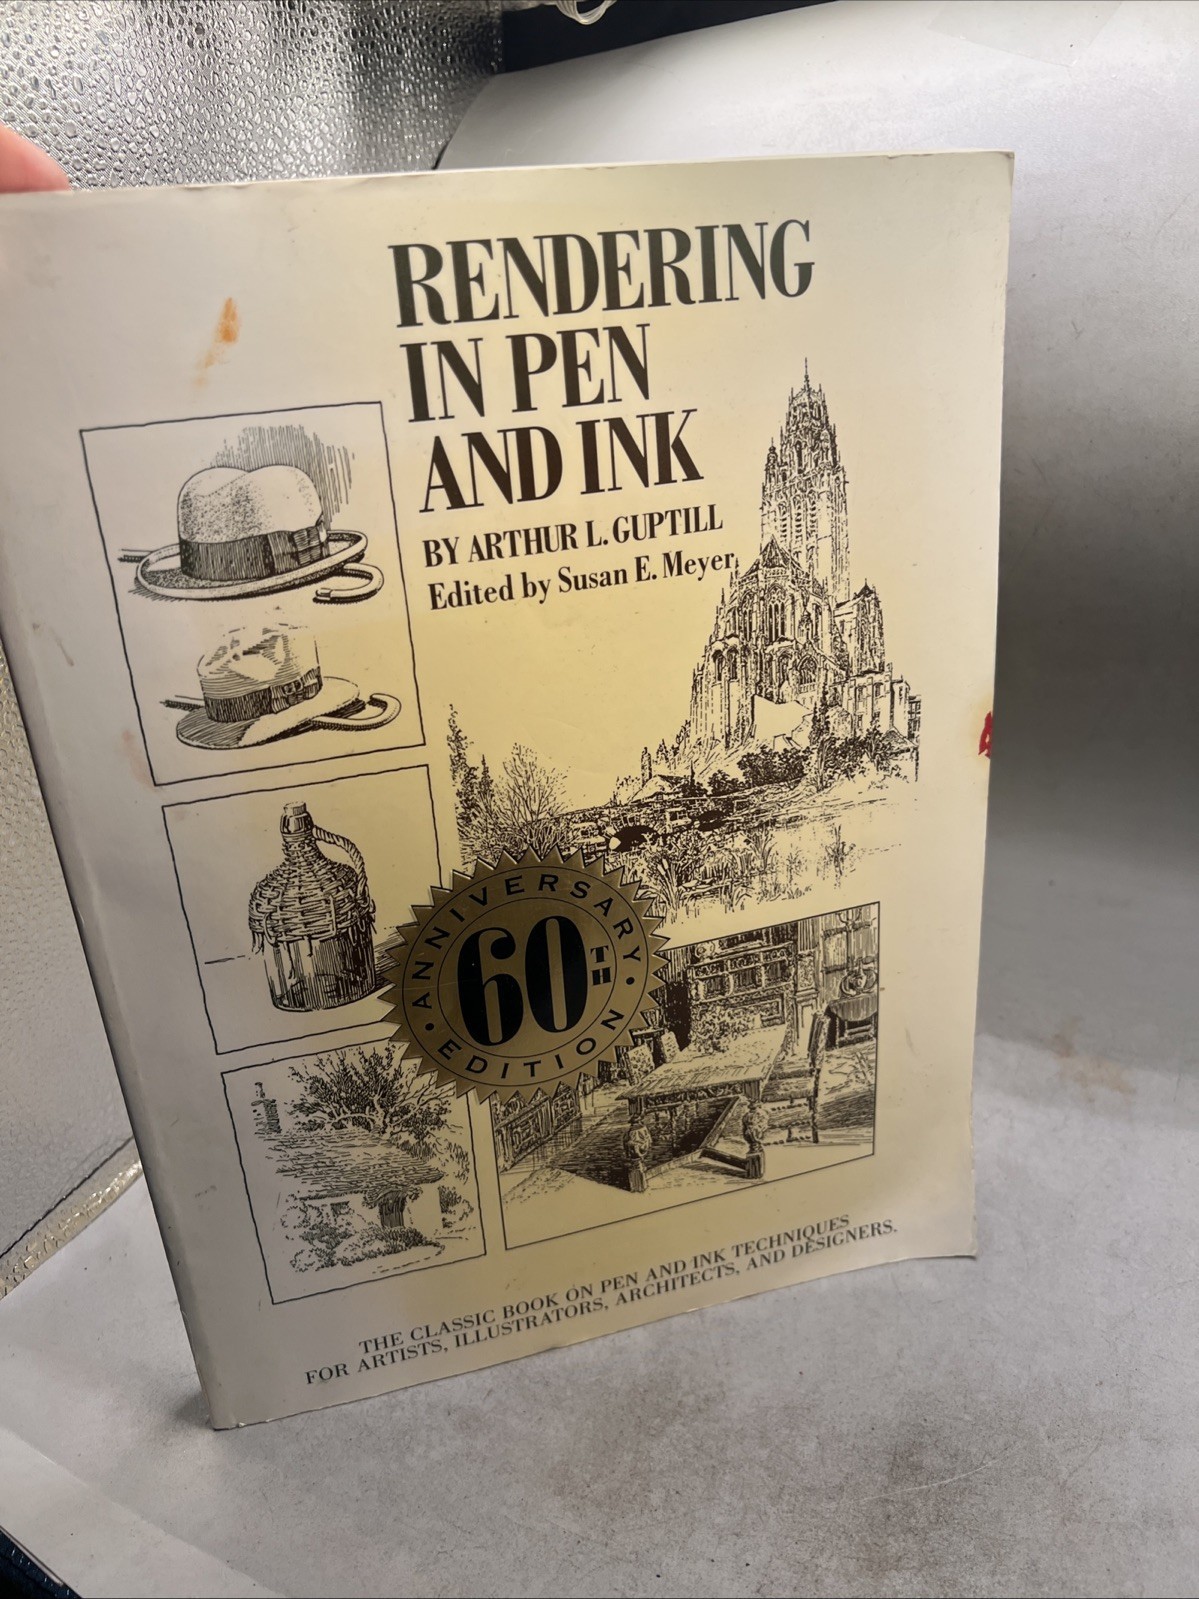 RENDERING
IN PEN
AND INK
BY ARTHUR L. GUPTILL
Edited by Susan E. Meyer
ANNIVERSARY
60TH
EDITION
THE CLASSIC BOOK ON PEN AND INK TECHNIQUES
FOR ARTISTS, ILLUSTRATORS, ARCHITECTS, AND DESIGNERS.